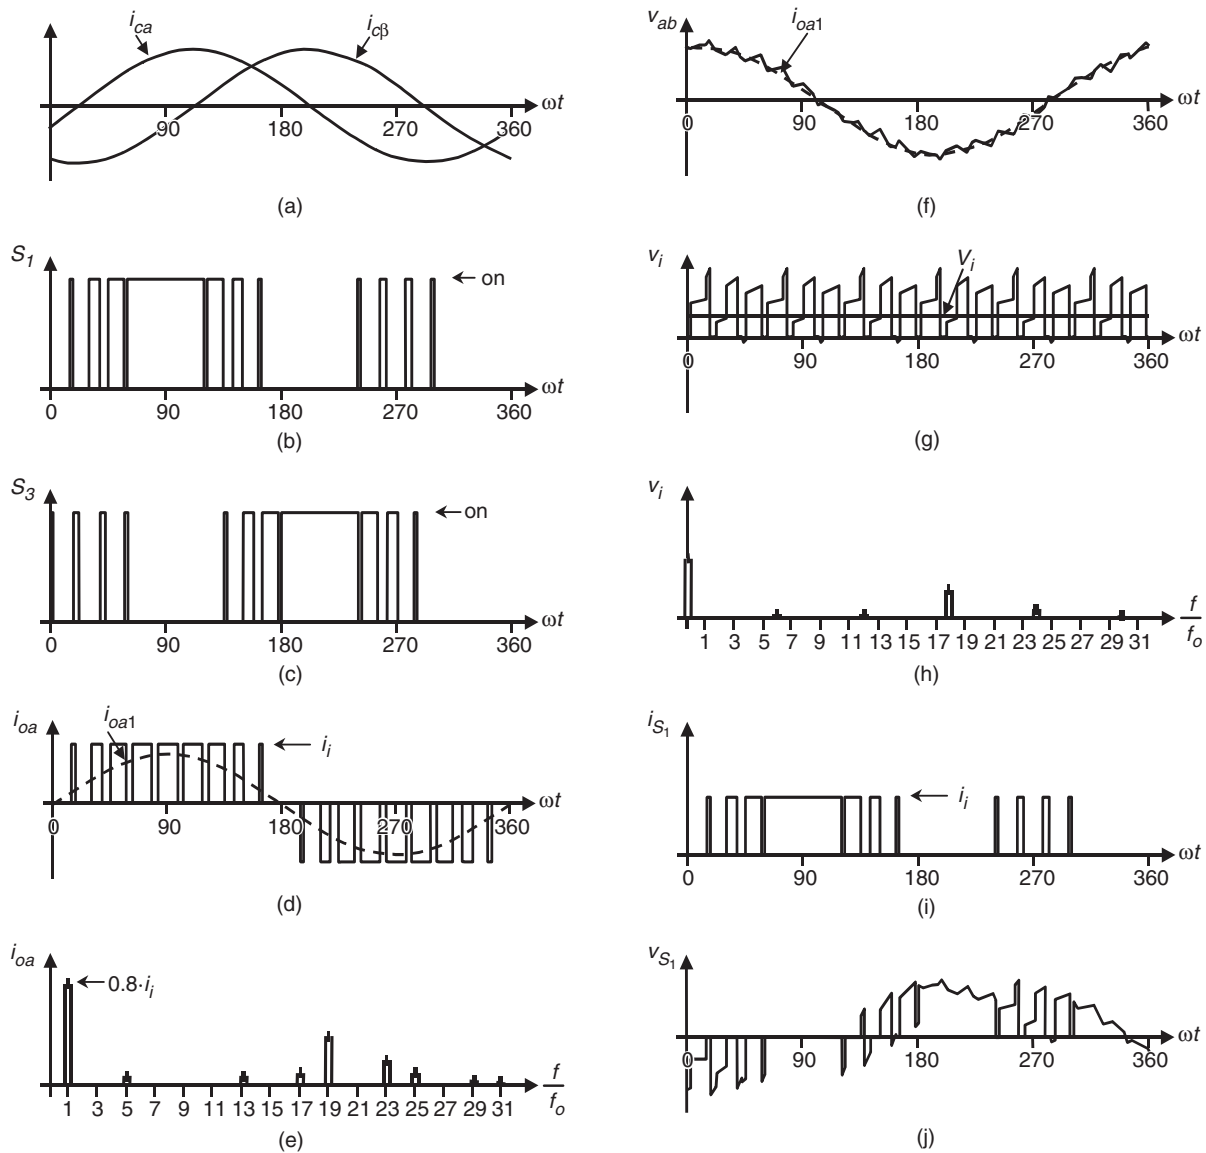 i_ca i_cβ
ωt
90 180 270 360
(a)
S_1
on
ωt
0 90 180 270 360
(b)
S_3
on
ωt
0 90 180 270 360
(c)
i_oa i_oa1
i_i
ωt
0 90 180 270 360
(d)
i_oa
0.8·i_i
f/f_o
1 3 5 7 9 11 13 15 17 19 21 23 25 27 29 31
(e)
v_ab i_oa1
ωt
0 90 180 270 360
(f)
v_i V_i
ωt
0 90 180 270 360
(g)
v_i
f/f_o
1 3 5 7 9 11 13 15 17 19 21 23 25 27 29 31
(h)
i_S1
i_i
ωt
0 90 180 270 360
(i)
v_S1
ωt
0 90 180 270 360
(j)